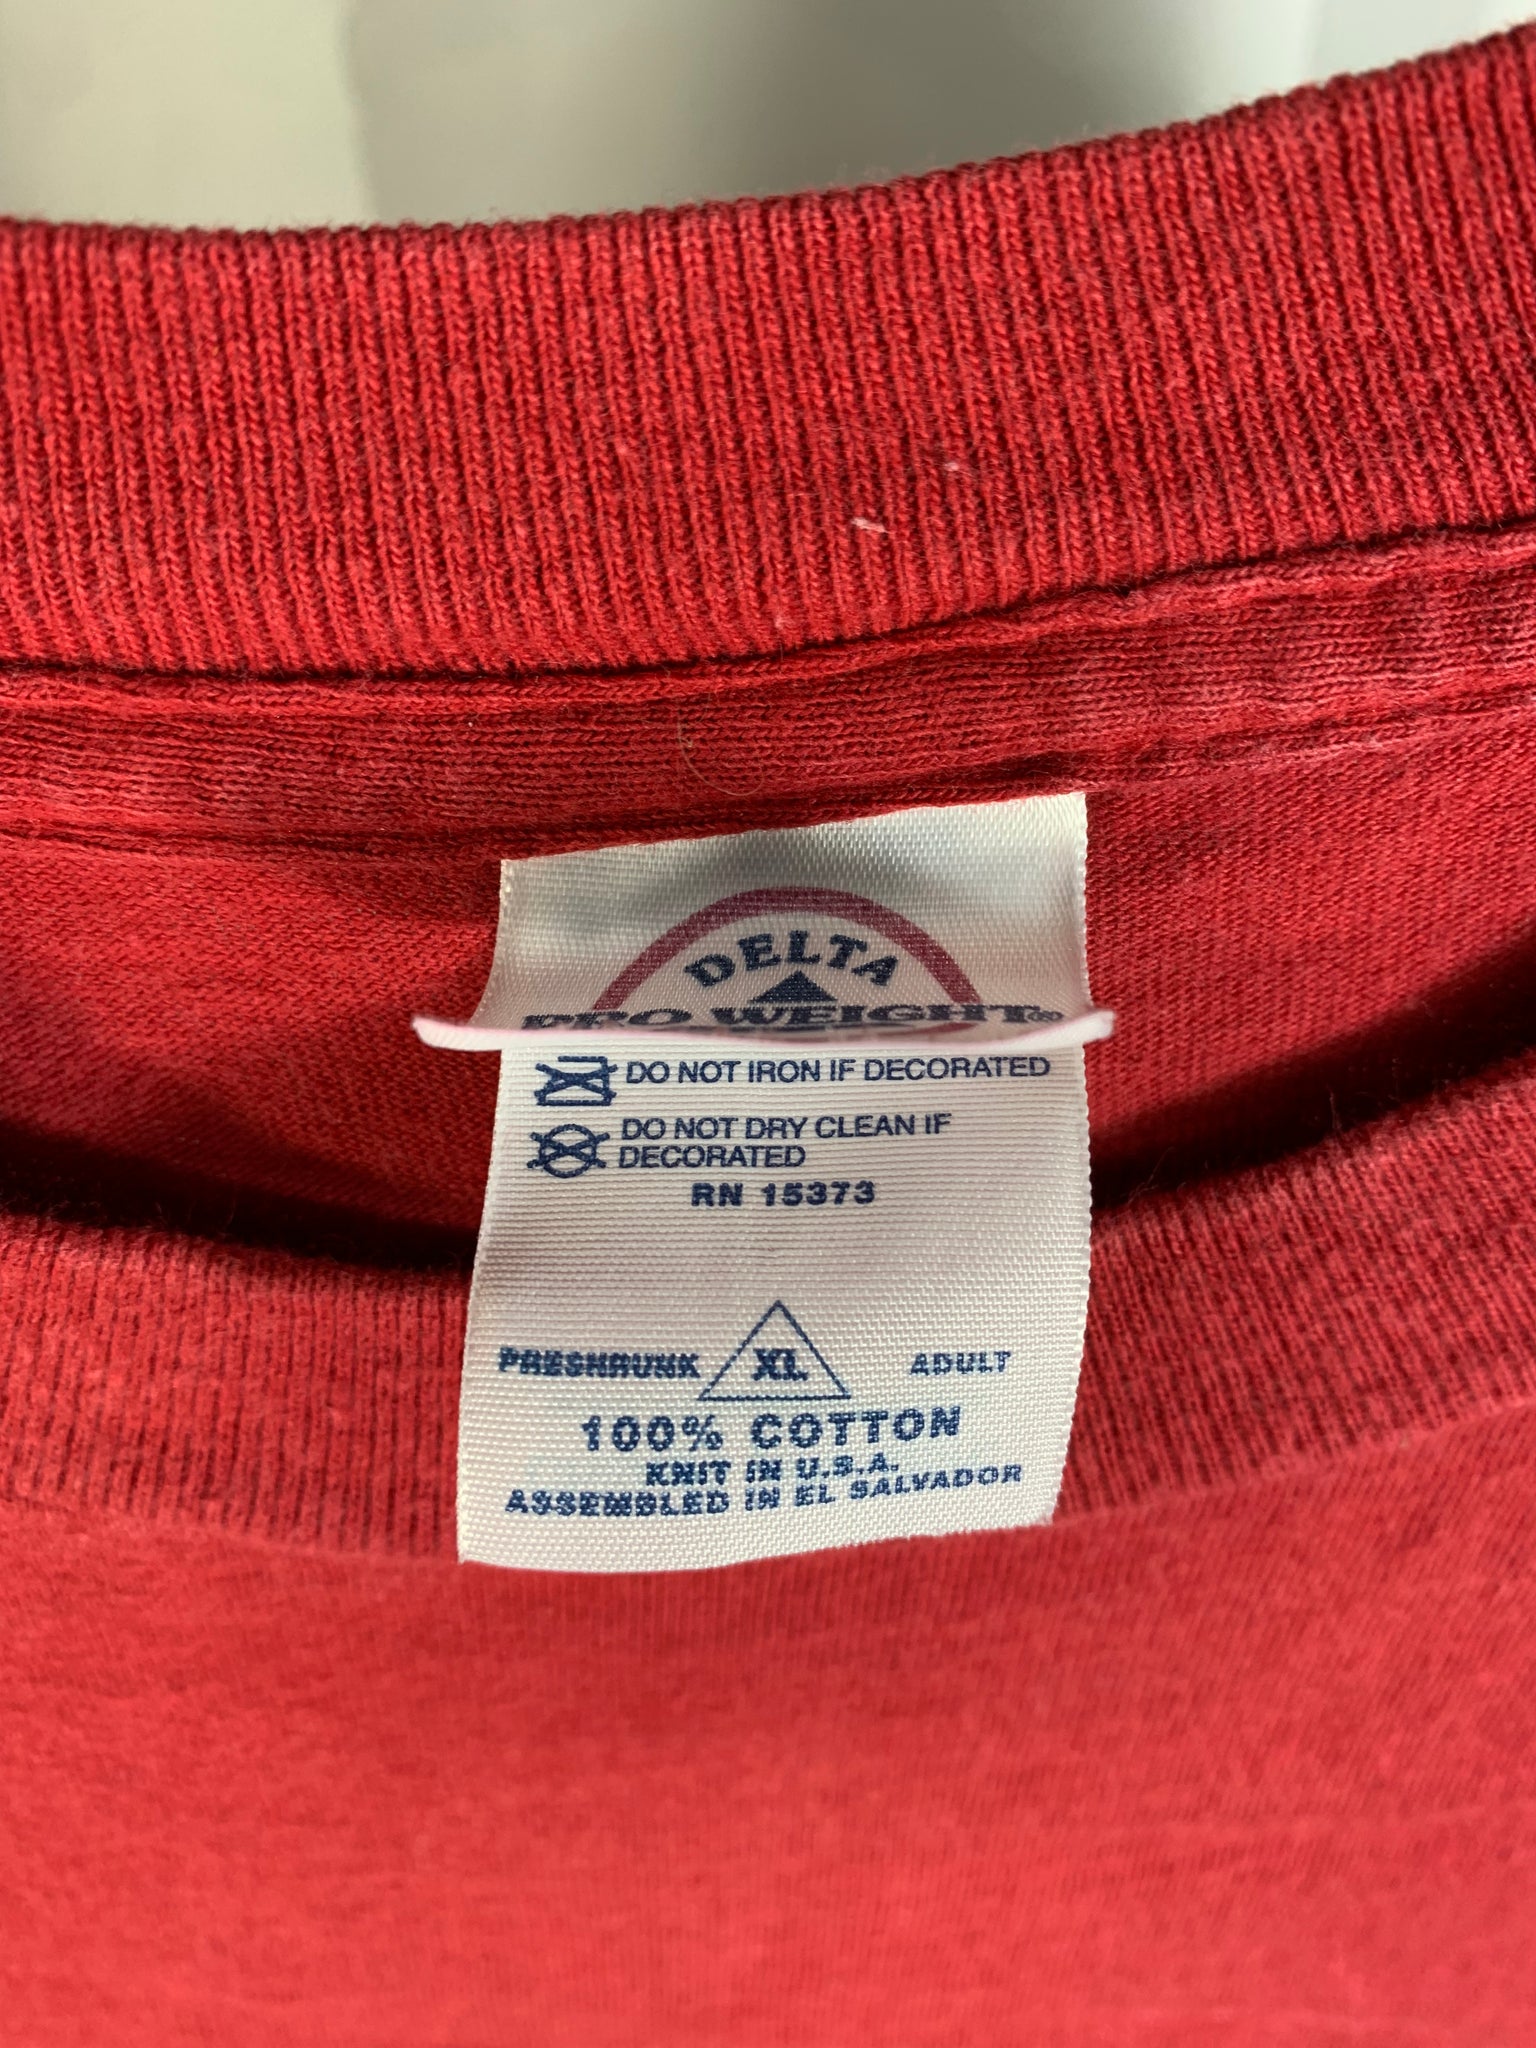 DELTA
PRO WEIGHT
DO NOT IRON IF DECORATED
DO NOT DRY CLEAN IF
DECORATED
RN 15373
PRESHRUNK XL ADULT
100% COTTON
KNIT IN U.S.A.
ASSEMBLED IN EL SALVADOR